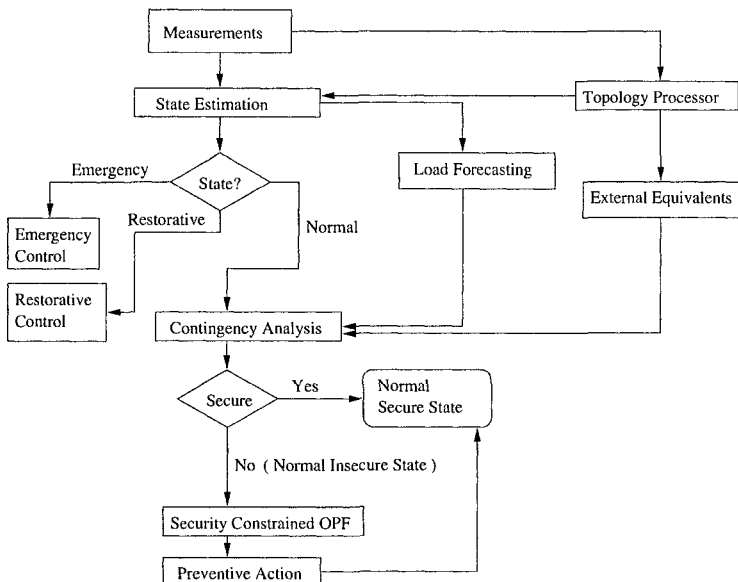 Measurements
State Estimation
Topology Processor
Emergency
State?
Load Forecasting
External Equivalents
Restorative
Normal
Emergency
Control
Restorative
Control
Contingency Analysis
Secure
Yes
Normal
Secure State
No ( Normal Insecure State )
Security Constrained OPF
Preventive Action